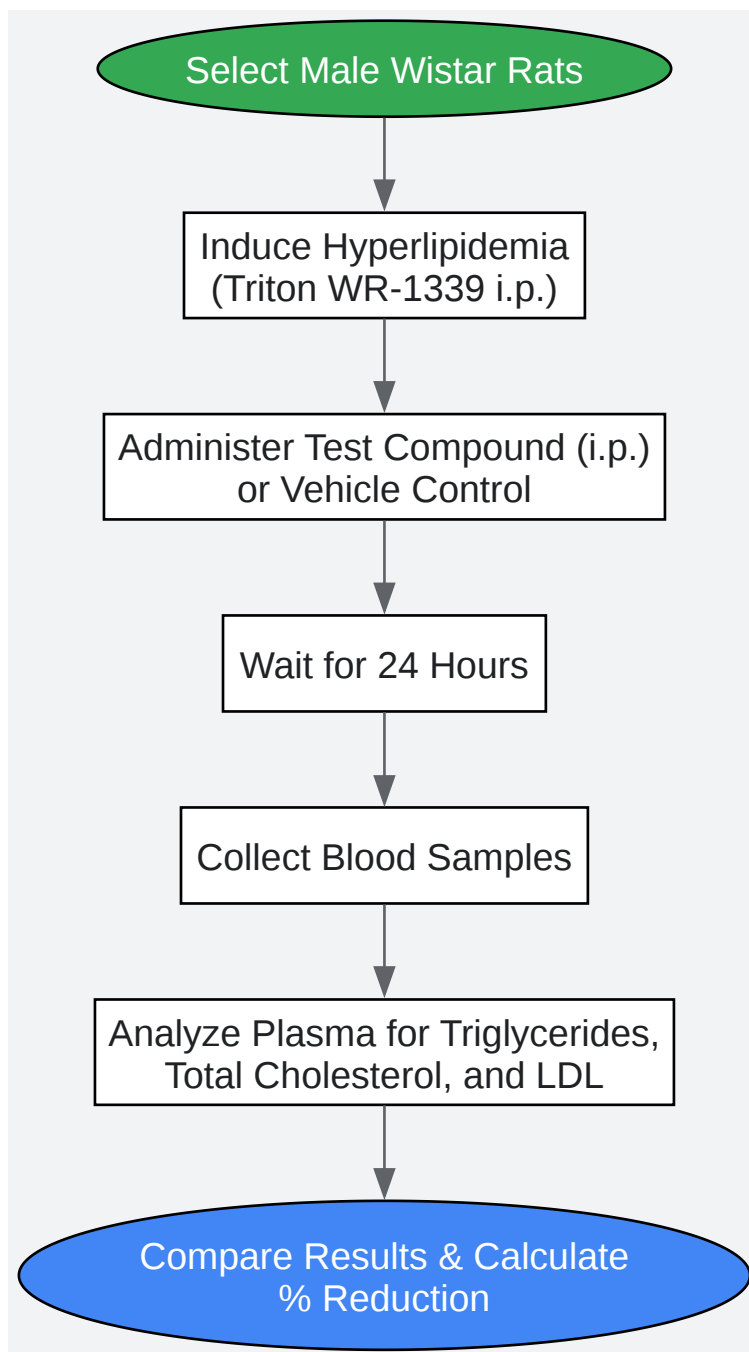 Select Male Wistar Rats
Induce Hyperlipidemia
(Triton WR-1339 i.p.)
Administer Test Compound (i.p.)
or Vehicle Control
Wait for 24 Hours
Collect Blood Samples
Analyze Plasma for Triglycerides,
Total Cholesterol, and LDL
Compare Results & Calculate
% Reduction